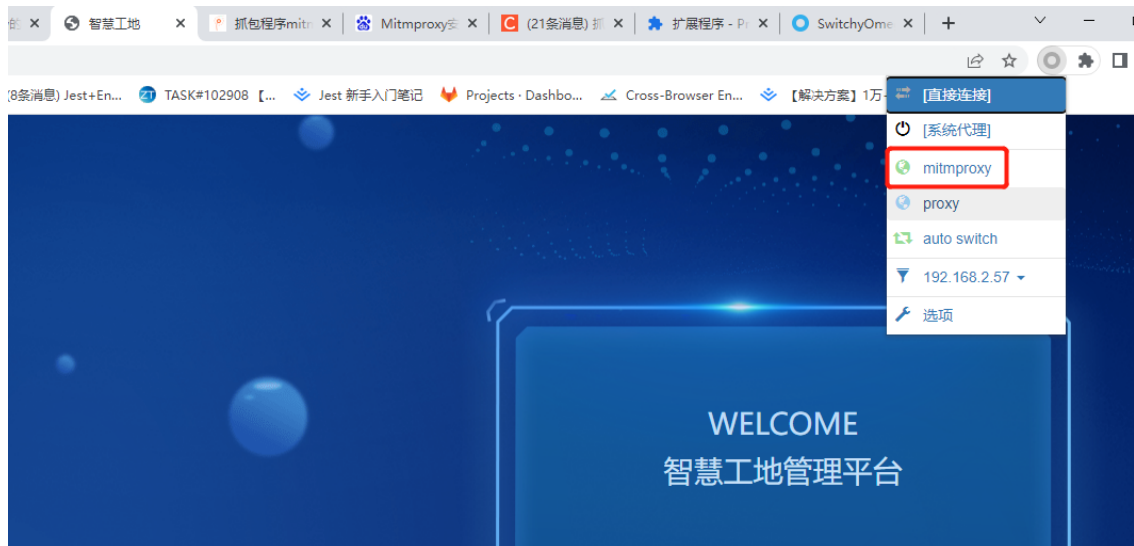 智慧工地
抓包程序mitm
Mitmproxy安
(21条消息) 抓
扩展程序 - Pr
SwitchyOme
(8条消息) Jest+En...
TASK#102908【...
Jest 新手入门笔记
Projects · Dashbo...
Cross-Browser En...
【解决方案】1万-
[直接连接]
[系统代理]
mitmproxy
proxy
auto switch
192.168.2.57
选项
WELCOME
智慧工地管理平台